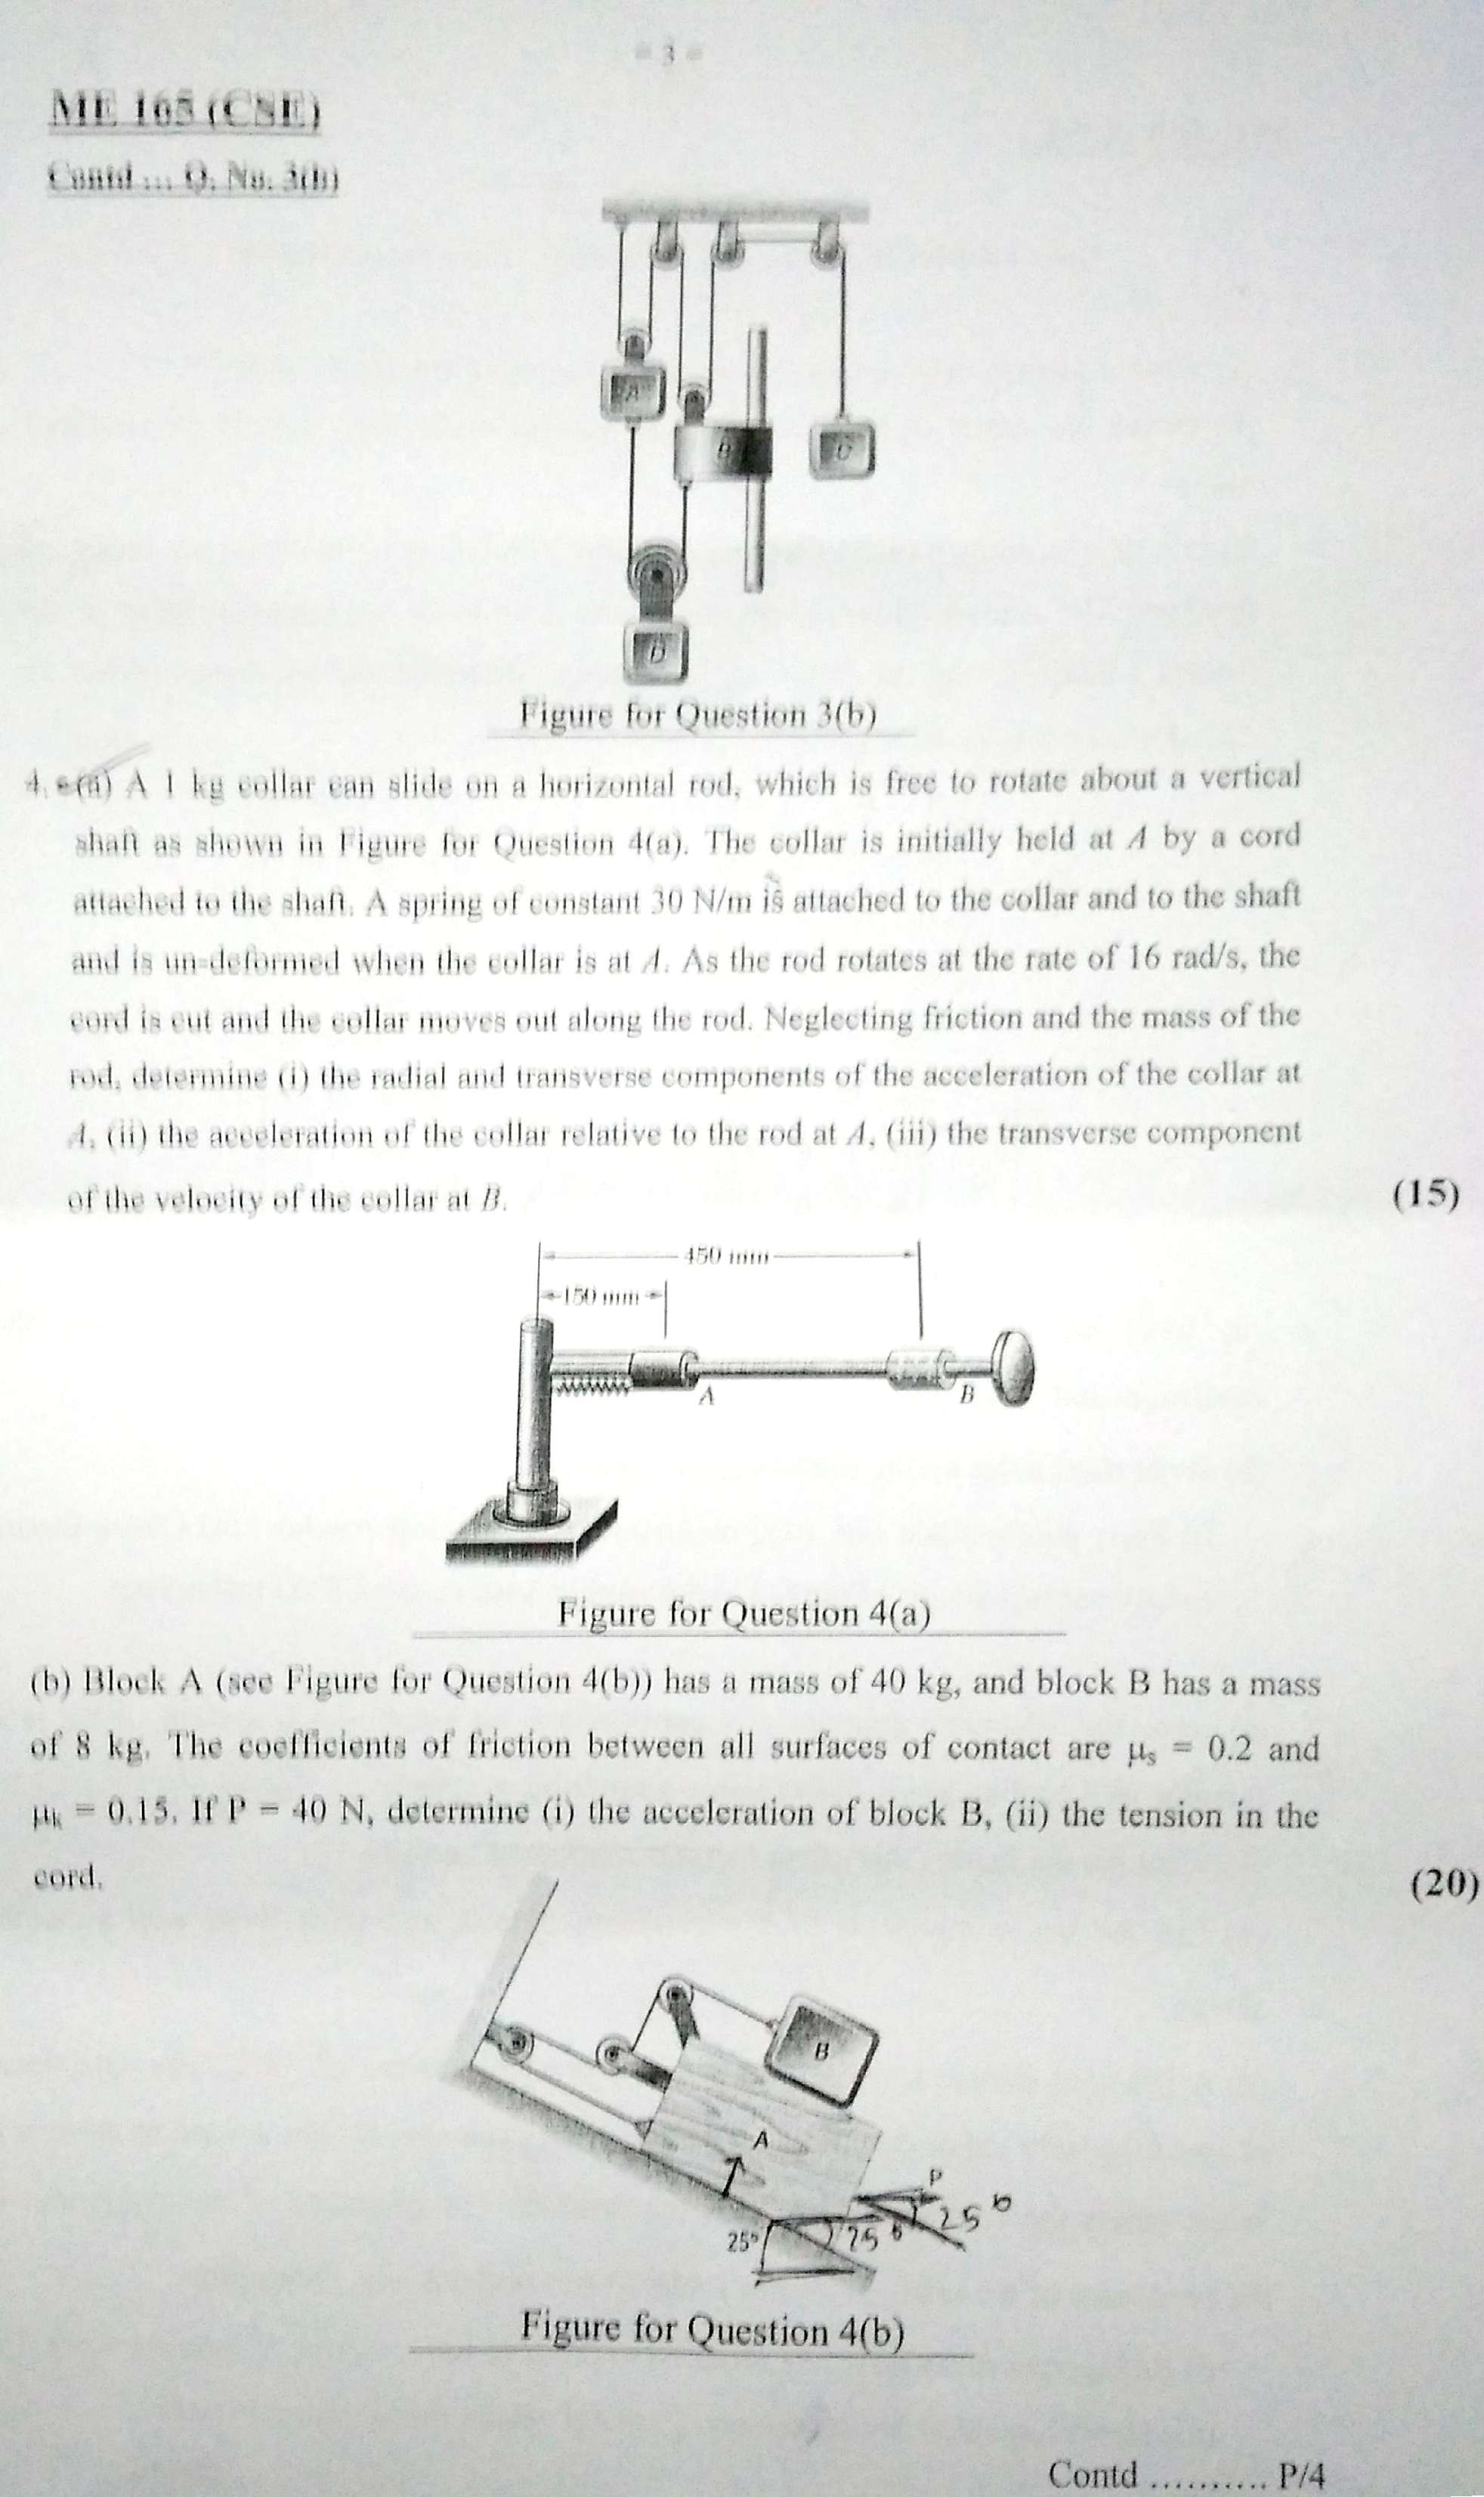 - 3 -
ME 165 (CSE)
Contd ... Q. No. 3(b)
A
B
C
D
Figure for Question 3(b)
4. (a) A 1 kg collar can slide on a horizontal rod, which is free to rotate about a vertical
shaft as shown in Figure for Question 4(a). The collar is initially held at A by a cord
attached to the shaft. A spring of constant 30 N/m is attached to the collar and to the shaft
and is un-deformed when the collar is at A. As the rod rotates at the rate of 16 rad/s, the
cord is cut and the collar moves out along the rod. Neglecting friction and the mass of the
rod, determine (i) the radial and transverse components of the acceleration of the collar at
A, (ii) the acceleration of the collar relative to the rod at A, (iii) the transverse component
of the velocity of the collar at B.
(15)
450 mm
150 mm
A
B
Figure for Question 4(a)
(b) Block A (see Figure for Question 4(b)) has a mass of 40 kg, and block B has a mass
of 8 kg. The coefficients of friction between all surfaces of contact are μs = 0.2 and
μk = 0.15. If P = 40 N, determine (i) the acceleration of block B, (ii) the tension in the
cord.
(20)
B
A
P
25°
25°
25°
Figure for Question 4(b)
Contd .......... P/4